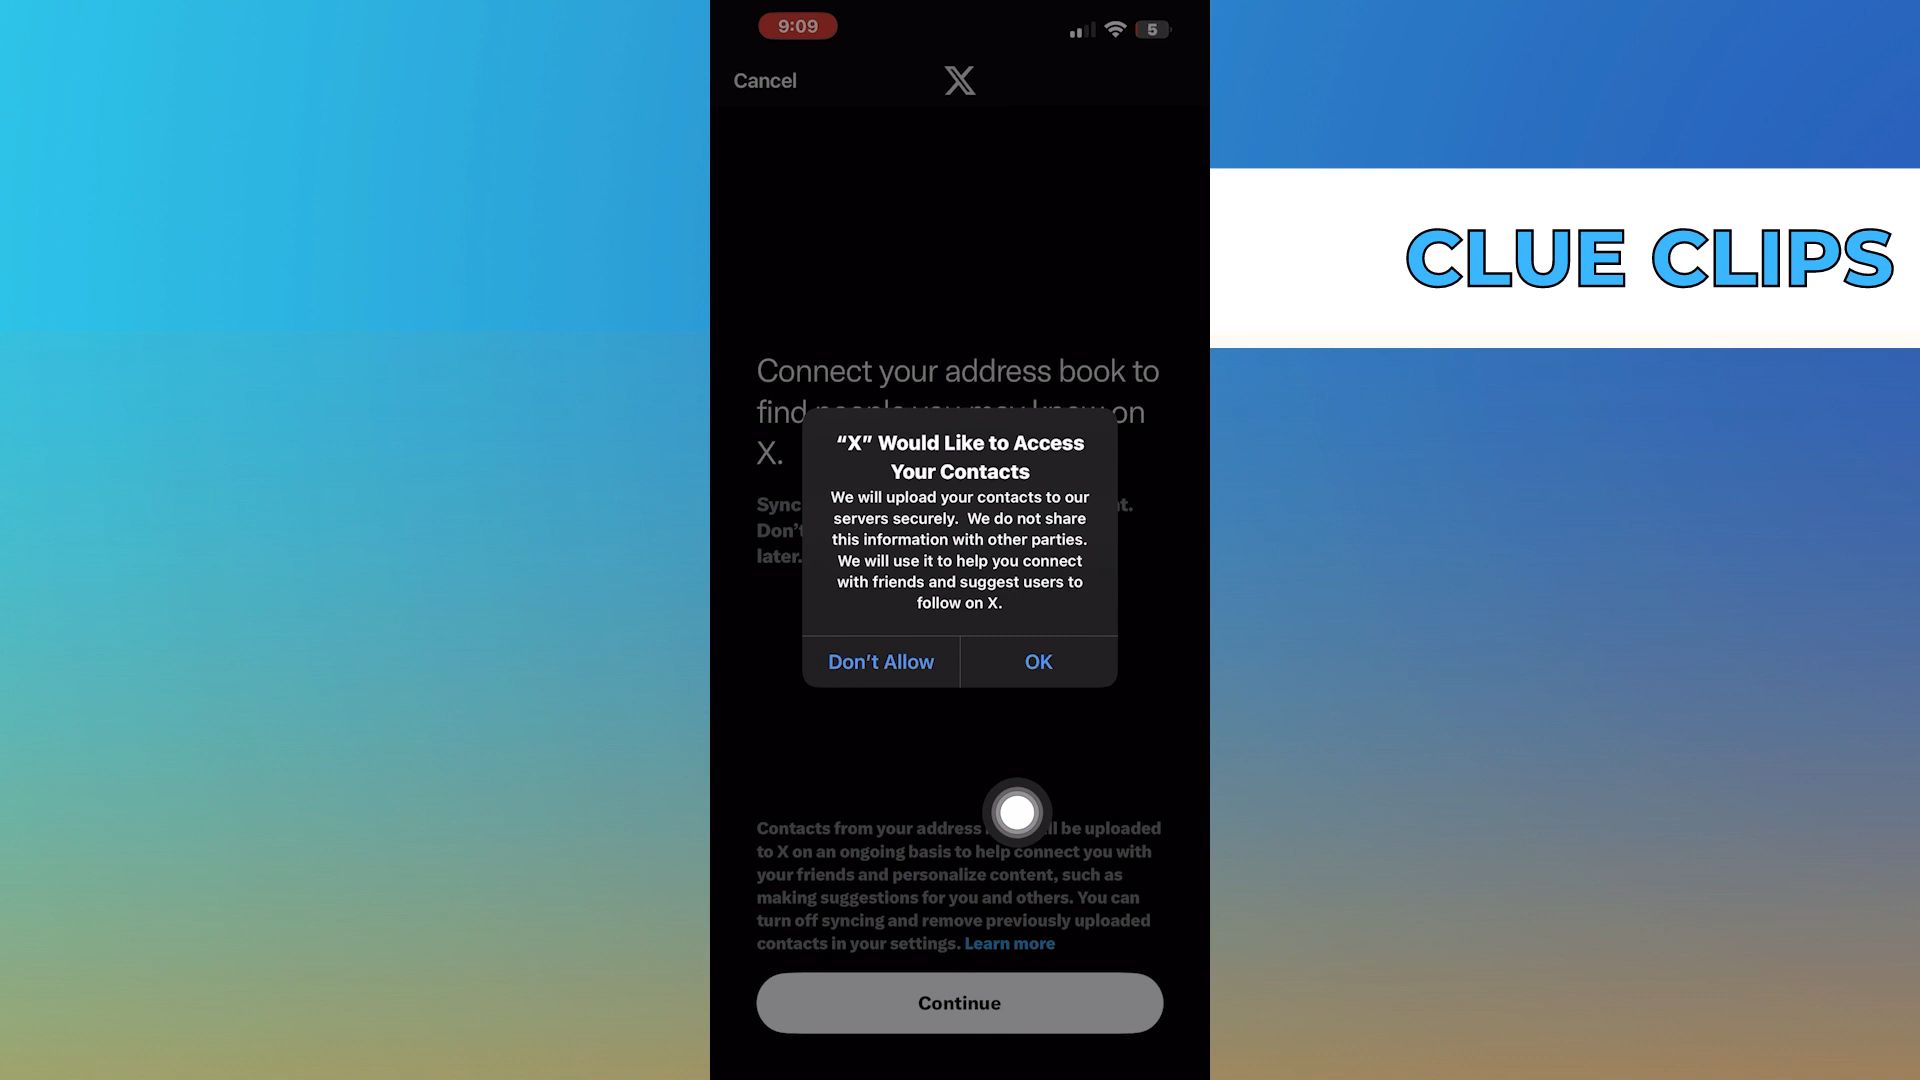 9:09
5
Cancel
X
CLUE CLIPS
Connect your address book to
find people you may know on
X.
Sync
Don't
later.
t.
"X" Would Like to Access
Your Contacts
We will upload your contacts to our
servers securely.  We do not share
this information with other parties.
We will use it to help you connect
with friends and suggest users to
follow on X.
Don't Allow
OK
Contacts from your address be uploaded
to X on an ongoing basis to help connect you with
your friends and personalize content, such as
making suggestions for you and others. You can
turn off syncing and remove previously uploaded
contacts in your settings. Learn more
Continue